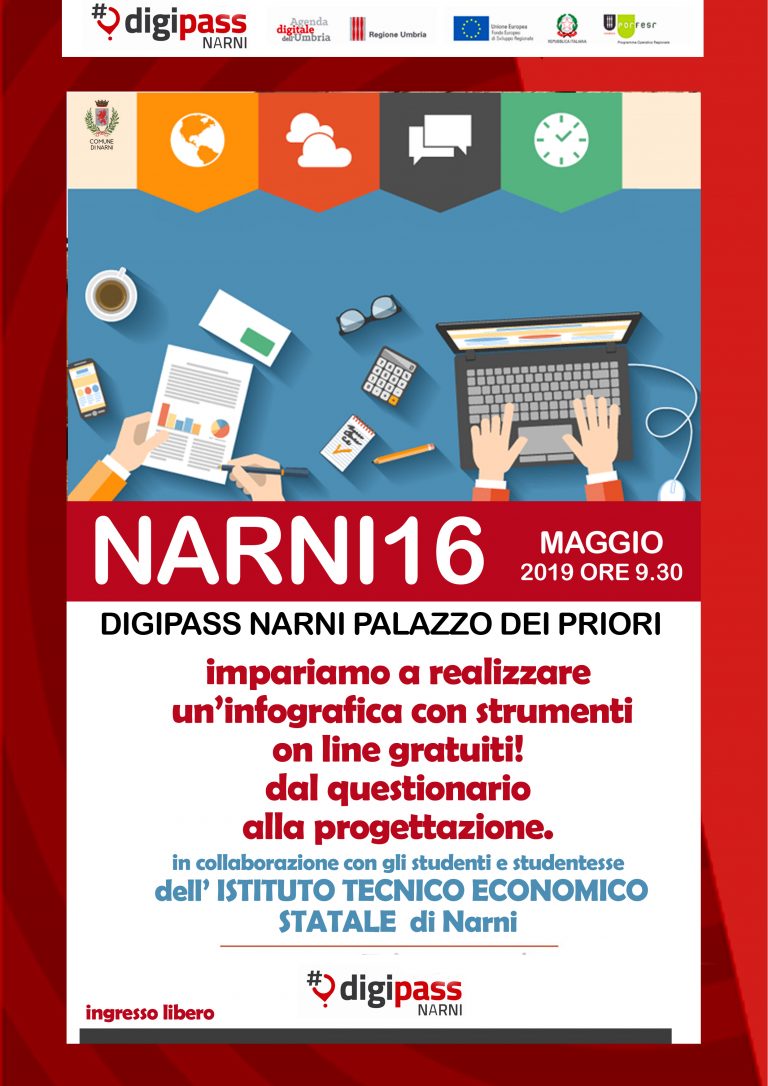 #digipass
NARNI
Agenda
digitale
dell'Umbria
Regione Umbria
Unione Europea
Fondo Europeo
di Sviluppo Regionale
REPUBBLICA ITALIANA
por fesr
Programma Operativo Regionale
COMUNE
DI NARNI
NARNI16
MAGGIO
2019 ORE 9.30
DIGIPASS NARNI PALAZZO DEI PRIORI
impariamo a realizzare
un'infografica con strumenti
on line gratuiti!
dal questionario
alla progettazione.
in collaborazione con gli studenti e studentesse
dell' ISTITUTO TECNICO ECONOMICO
STATALE di Narni
#digipass
NARNI
ingresso libero